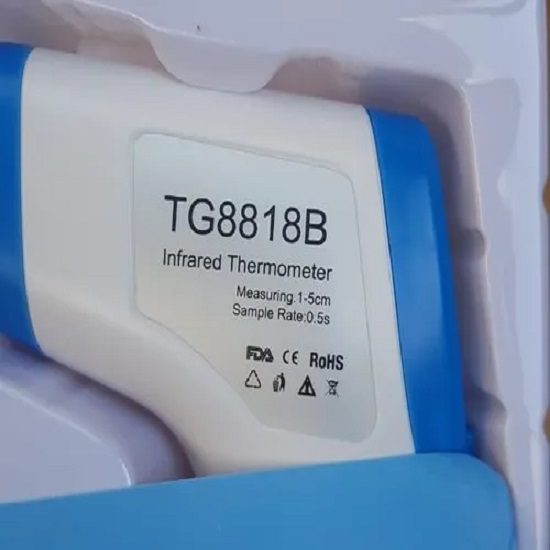 TG8818B
Infrared Thermometer
Measuring:1-5cm
Sample Rate:0.5s
FDA CE RoHS